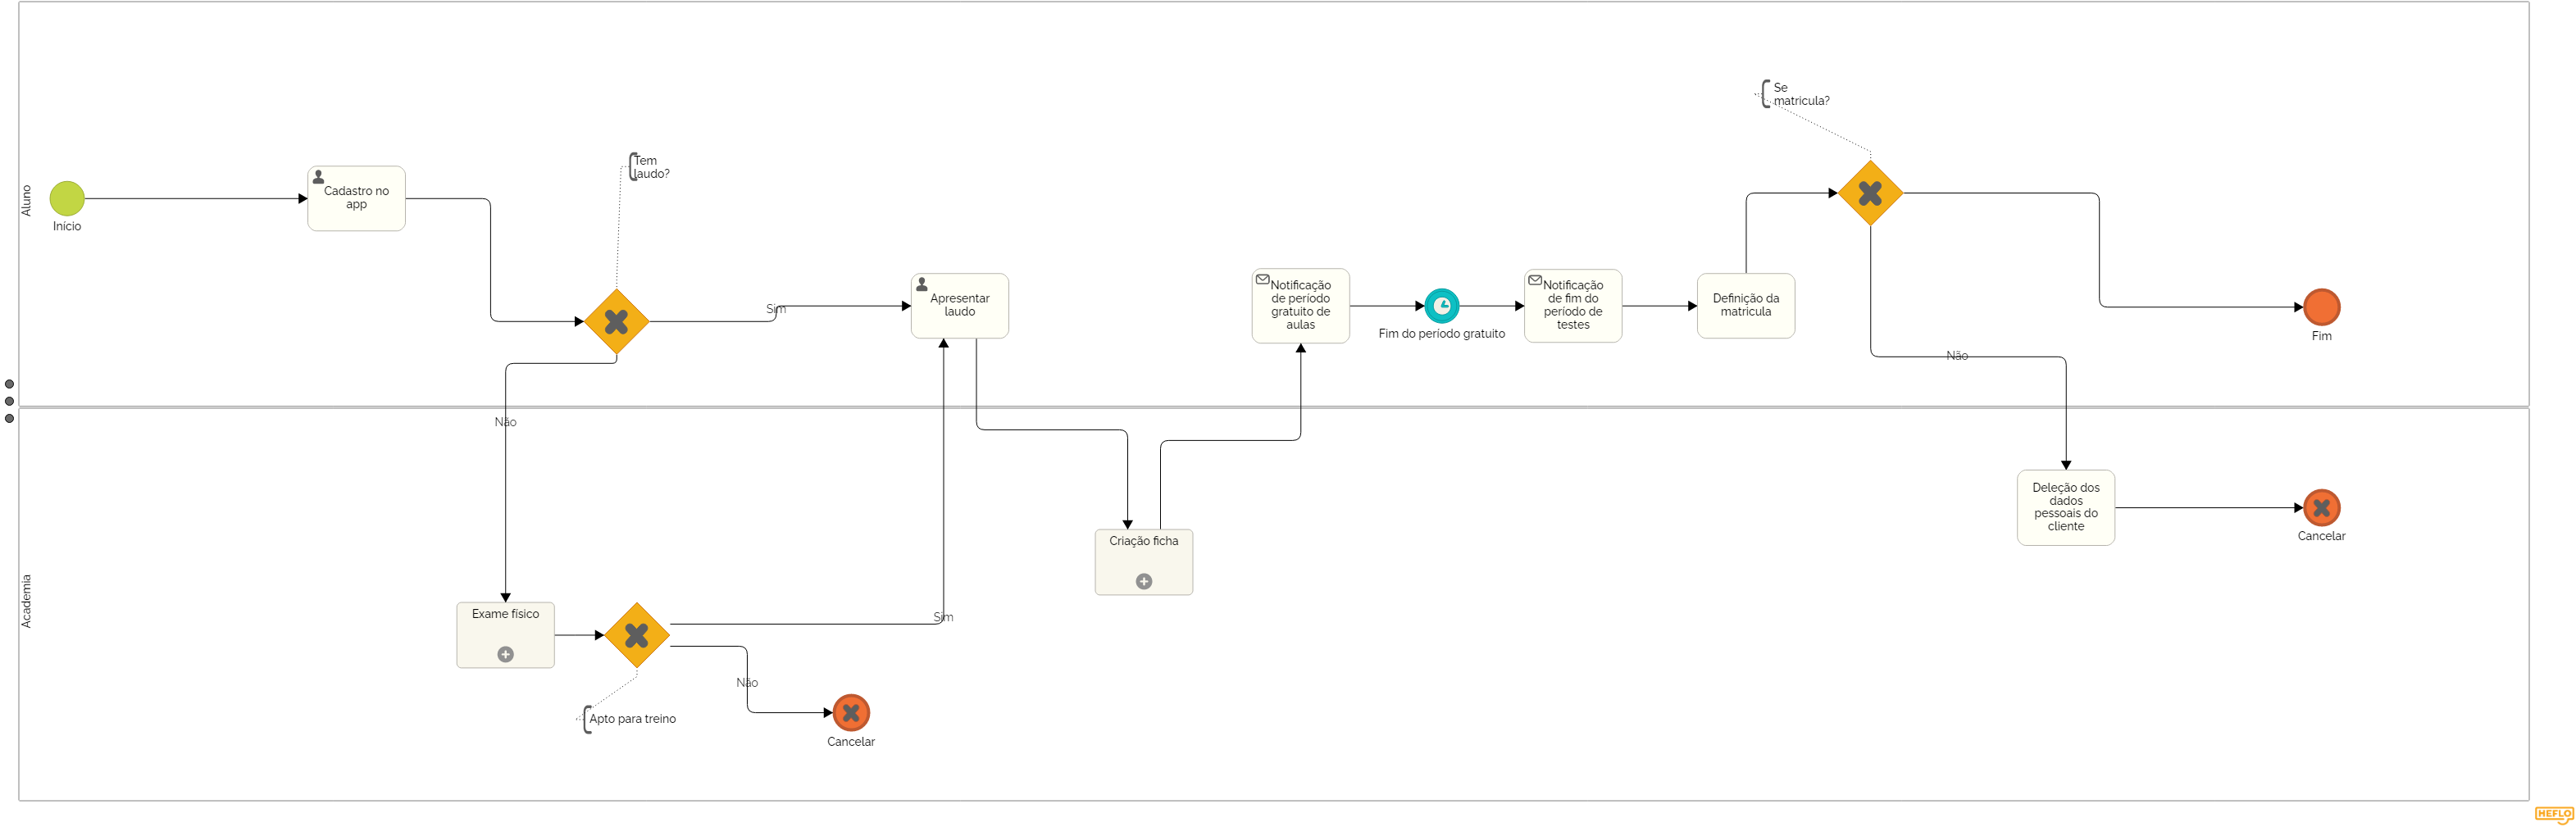 Aluno
Início
Cadastro no
app
Tem
laudo?
Sim
Não
Apresentar
laudo
Notificação
de período
gratuito de
aulas
Fim do período gratuito
Notificação
de fim do
período de
testes
Definição da
matricula
Se
matricula?
Não
Fim
Academia
Exame físico
Apto para treino
Sim
Não
Cancelar
Criação ficha
Deleção dos
dados
pessoais do
cliente
Cancelar
HEFLO